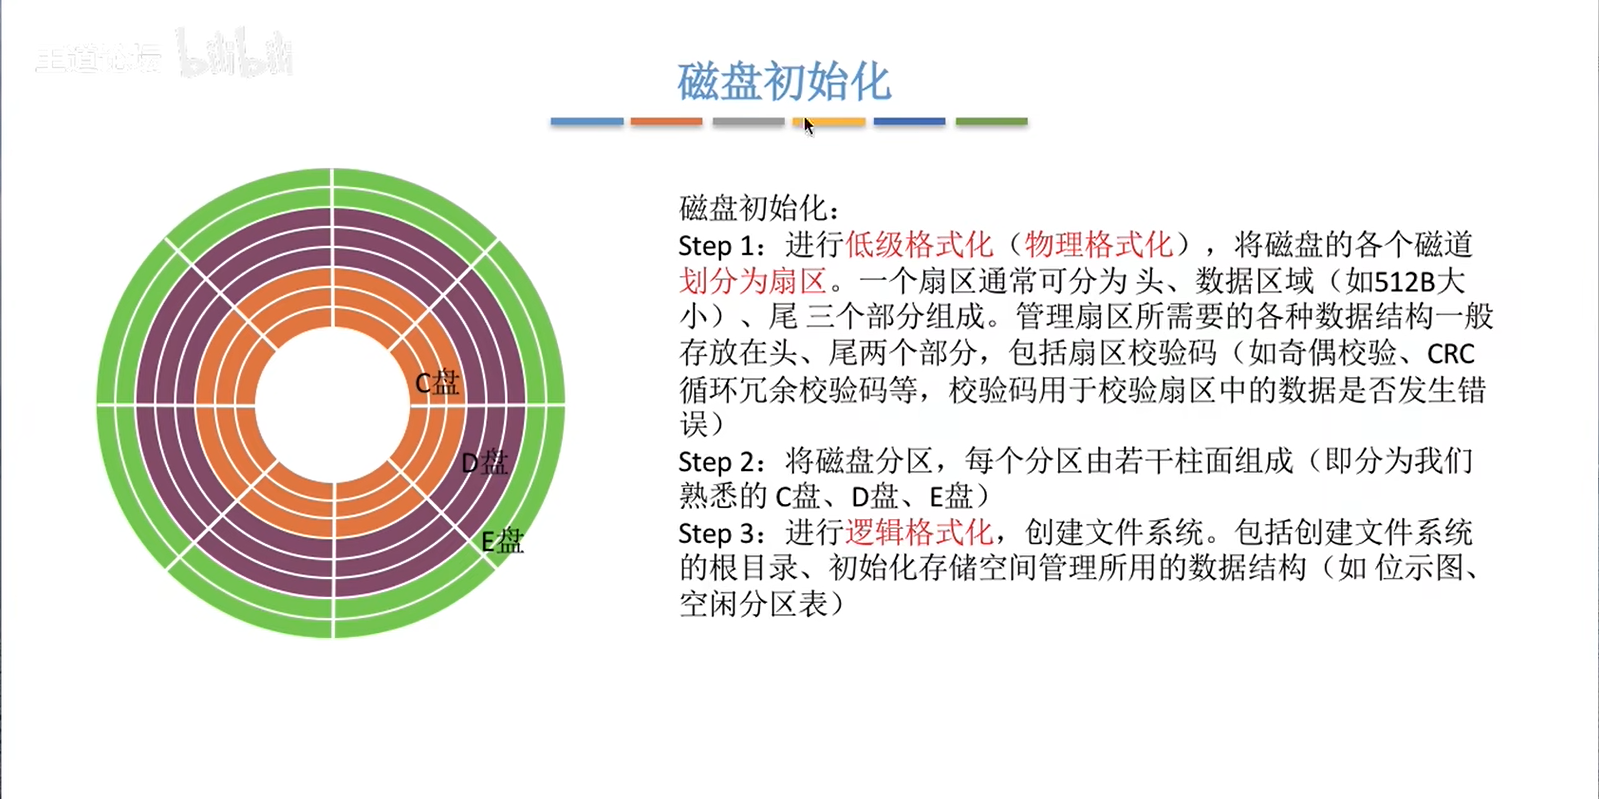 王道论坛 bilibili
磁盘初始化
磁盘初始化：
Step 1：进行低级格式化（物理格式化），将磁盘的各个磁道
划分为扇区。一个扇区通常可分为 头、数据区域（如512B大
小）、尾 三个部分组成。管理扇区所需要的各种数据结构一般
存放在头、尾两个部分，包括扇区校验码（如奇偶校验、CRC
循环冗余校验码等，校验码用于校验扇区中的数据是否发生错
误）
Step 2：将磁盘分区，每个分区由若干柱面组成（即分为我们
熟悉的 C盘、D盘、E盘）
Step 3：进行逻辑格式化，创建文件系统。包括创建文件系统
的根目录、初始化存储空间管理所用的数据结构（如 位示图、
空闲分区表）
C盘
D盘
E盘